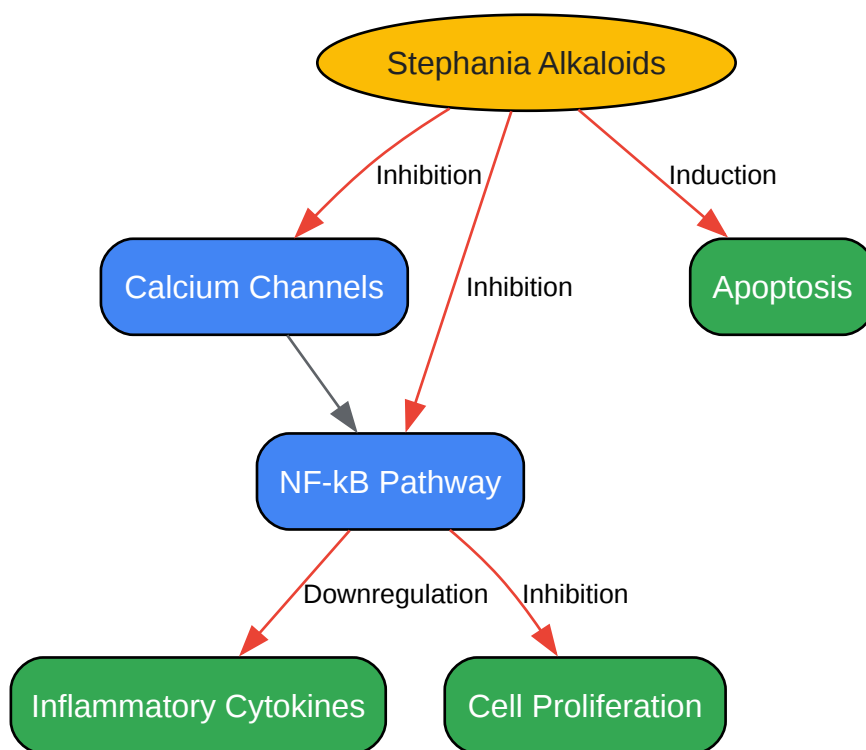 Stephania Alkaloids
Inhibition
Induction
Inhibition
Calcium Channels
Apoptosis
NF-kB Pathway
Downregulation
Inhibition
Inflammatory Cytokines
Cell Proliferation